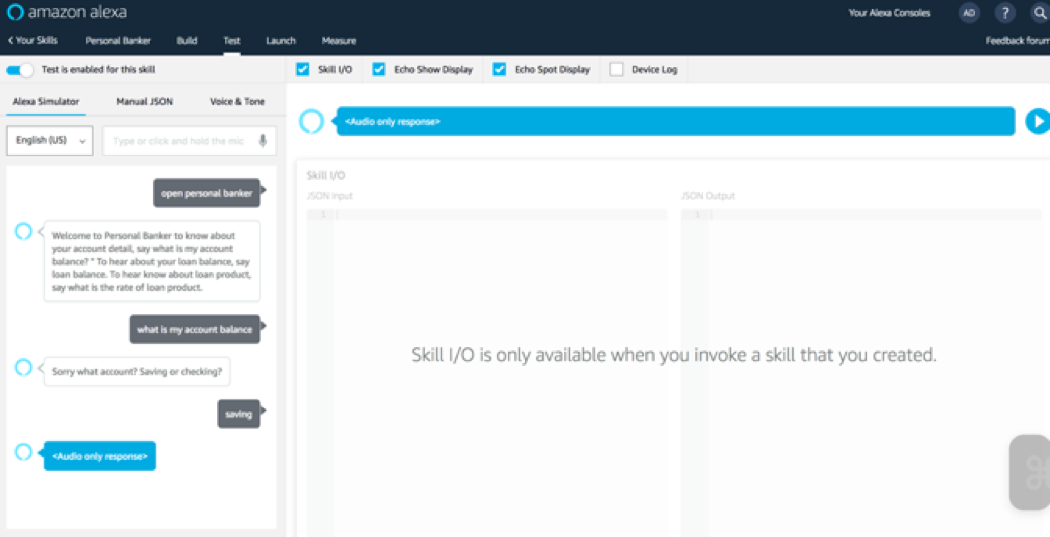 amazon alexa
Your Alexa Consoles
AD
?
< Your Skills
Personal Banker
Build
Test
Launch
Measure
Feedback forum
Test is enabled for this skill
Skill I/O
Echo Show Display
Echo Spot Display
Device Log
Alexa Simulator
Manual JSON
Voice & Tone
English (US)
Type or click and hold the mic
<Audio only response>
open personal banker
Welcome to Personal Banker to know about
your account detail, say what is my account
balance? " To hear about your loan balance, say
loan balance. To hear know about loan product,
say what is the rate of loan product.
what is my account balance
Sorry what account? Saving or checking?
saving
<Audio only response>
Skill I/O
JSON Input
JSON Output
1
1
Skill I/O is only available when you invoke a skill that you created.
⌘